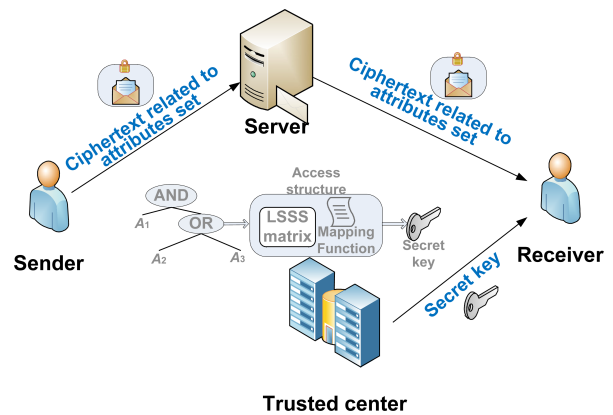 Ciphertext related to
attributes set
Server
Ciphertext related to
attributes set
Sender
AND
A1
OR
A2
A3
Access
structure
LSSS
matrix
Mapping
Function
Secret
key
Receiver
Secret key
Trusted center